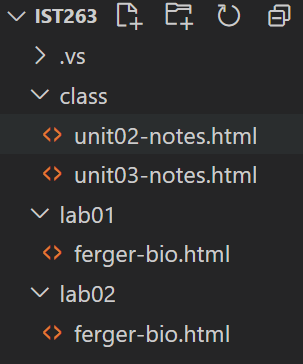 IST263
.vs
class
unit02-notes.html
unit03-notes.html
lab01
ferger-bio.html
lab02
ferger-bio.html